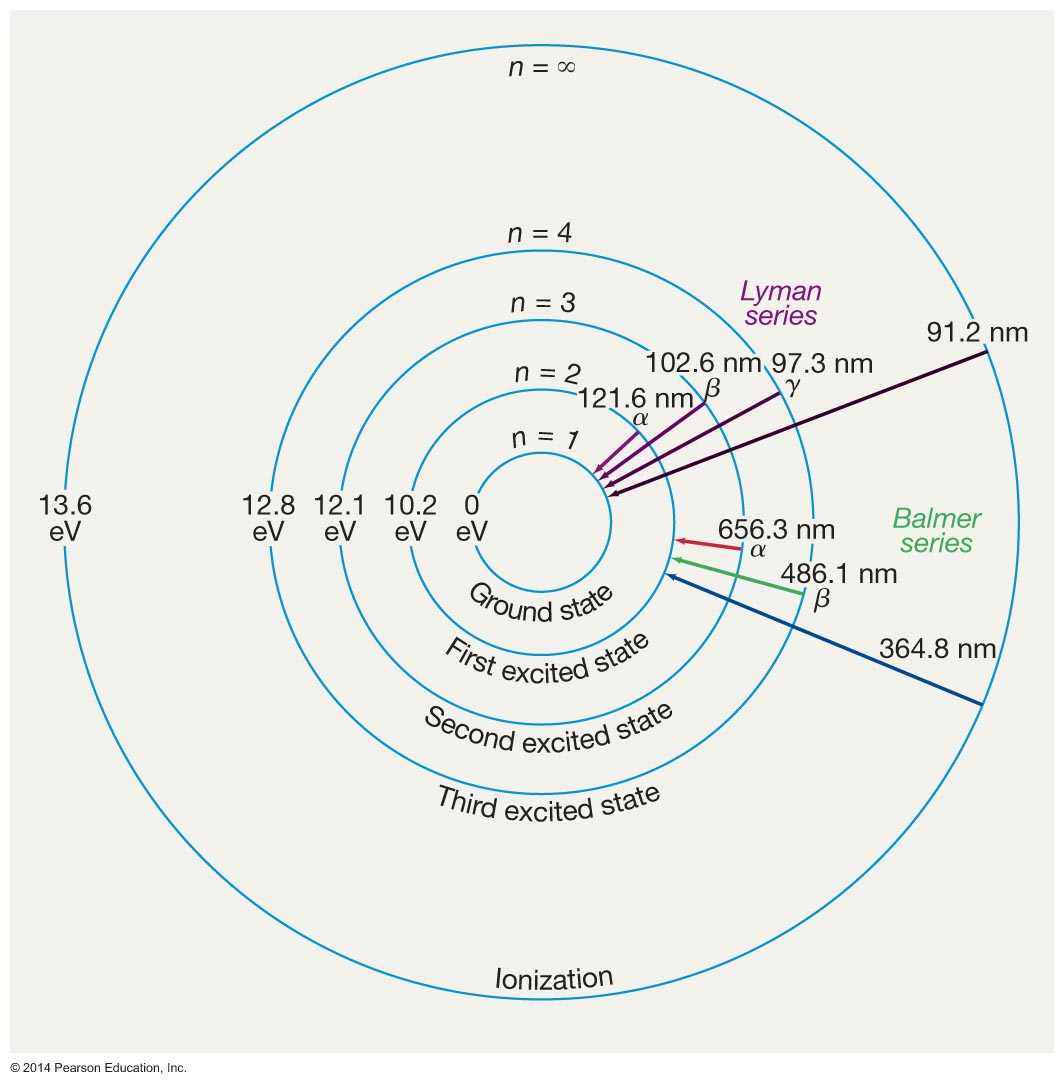 n = ∞
n = 4
n = 3
n = 2
n = 1
Lyman
series
91.2 nm
102.6 nm
β
97.3 nm
γ
121.6 nm
α
13.6
eV
12.8
eV
12.1
eV
10.2
eV
0
eV
656.3 nm
α
Balmer
series
486.1 nm
β
364.8 nm
Ground state
First excited state
Second excited state
Third excited state
Ionization
© 2014 Pearson Education, Inc.